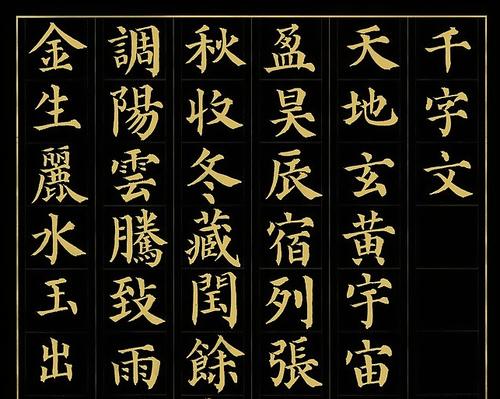 千字文
天地玄黄宇宙
盈昃辰宿列張
秋收冬藏閏餘
調陽雲騰致雨
金生麗水玉出